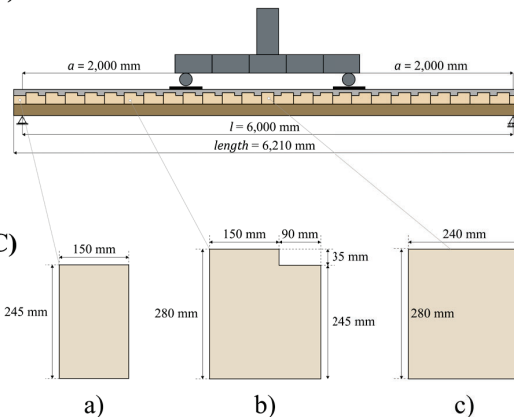 a = 2,000 mm a = 2,000 mm
l = 6,000 mm
length = 6,210 mm
C)
150 mm 150 mm 90 mm 240 mm
35 mm
245 mm 280 mm 245 mm 280 mm
a) b) c)